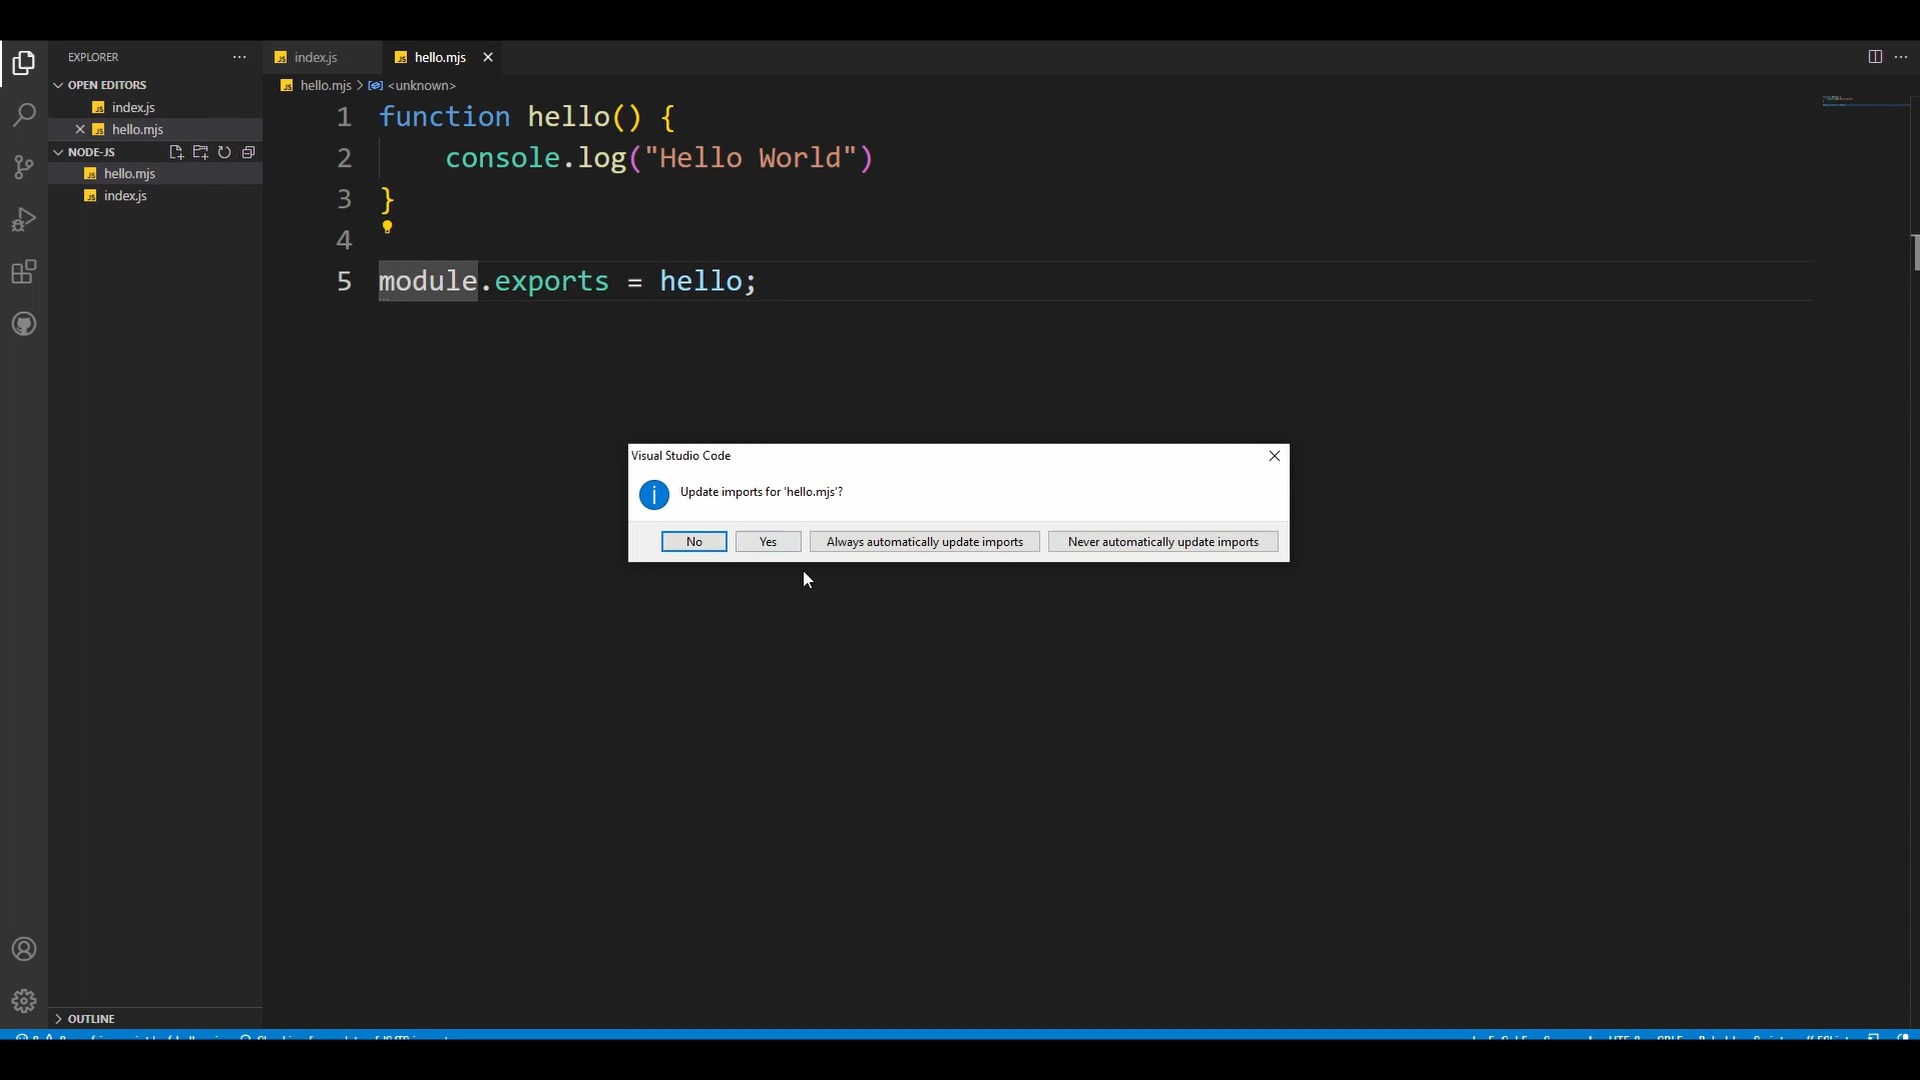 EXPLORER
OPEN EDITORS
index.js
hello.mjs
NODE-JS
hello.mjs
index.js
OUTLINE
index.js
hello.mjs
hello.mjs > <unknown>
1 function hello() {
2 console.log("Hello World")
3 }
4
5 module.exports = hello;
Visual Studio Code
Update imports for 'hello.mjs'?
No Yes Always automatically update imports Never automatically update imports